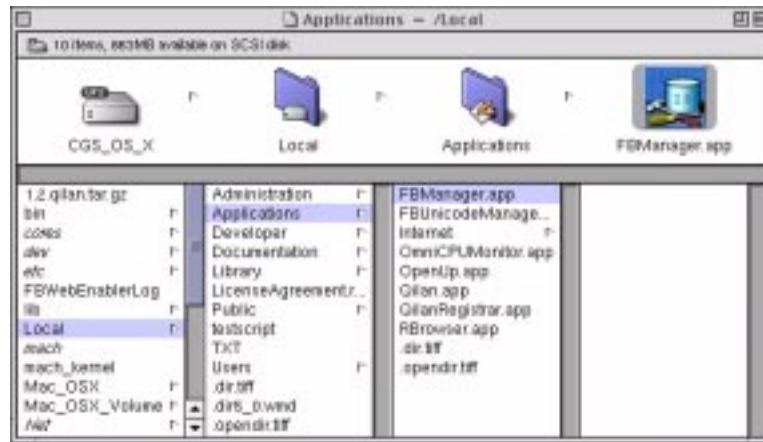 Applications – /Local
10 items, 663MB available on SCSI disk
CGS_OS_X
Local
Applications
FBManager.app
1.2.qilan.tar.gz
bin
cores
dev
etc
FBWebEnablerLog
lib
Local
mach
mach_kernel
Mac_OSX
Mac_OSX_Volume
Net
Administration
Applications
Developer
Documentation
Library
LicenseAgreement.r...
Public
testscript
TXT
Users
.dir.tiff
.dir6_0.wmd
.opendir.tiff
FBManager.app
FBUnicodeManage...
Internet
OmniCPUMonitor.app
OpenUp.app
Qilan.app
QilanRegistrar.app
RBrowser.app
.dir.tiff
.opendir.tiff